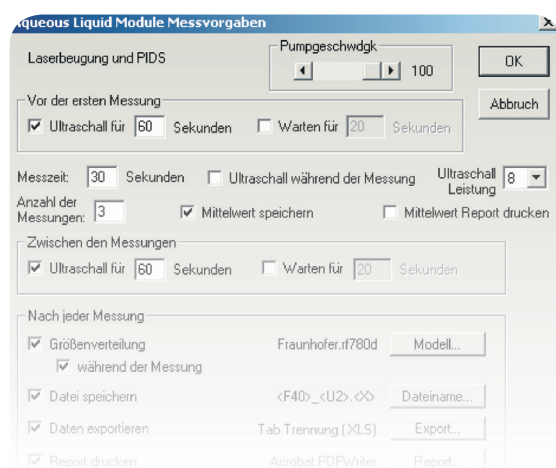 Aqueous Liquid Module Messvorgaben
Laserbeugung und PIDS
Pumpgeschwdgk
100
OK
Abbruch
Vor der ersten Messung
Ultraschall für 60 Sekunden Warten für 20 Sekunden
Messzeit: 30 Sekunden Ultraschall während der Messung Ultraschall Leistung 8
Anzahl der Messungen: 3 Mittelwert speichern Mittelwert Report drucken
Zwischen den Messungen
Ultraschall für 60 Sekunden Warten für 20 Sekunden
Nach jeder Messung
Größenverteilung Fraunhofer.rf780d Modell...
während der Messung
Datei speichern <F40>_<U2>.<X> Dateiname...
Daten exportieren Tab Trennung (.XLS) Export...
Report drucken Acrobat PDFWriter Report...